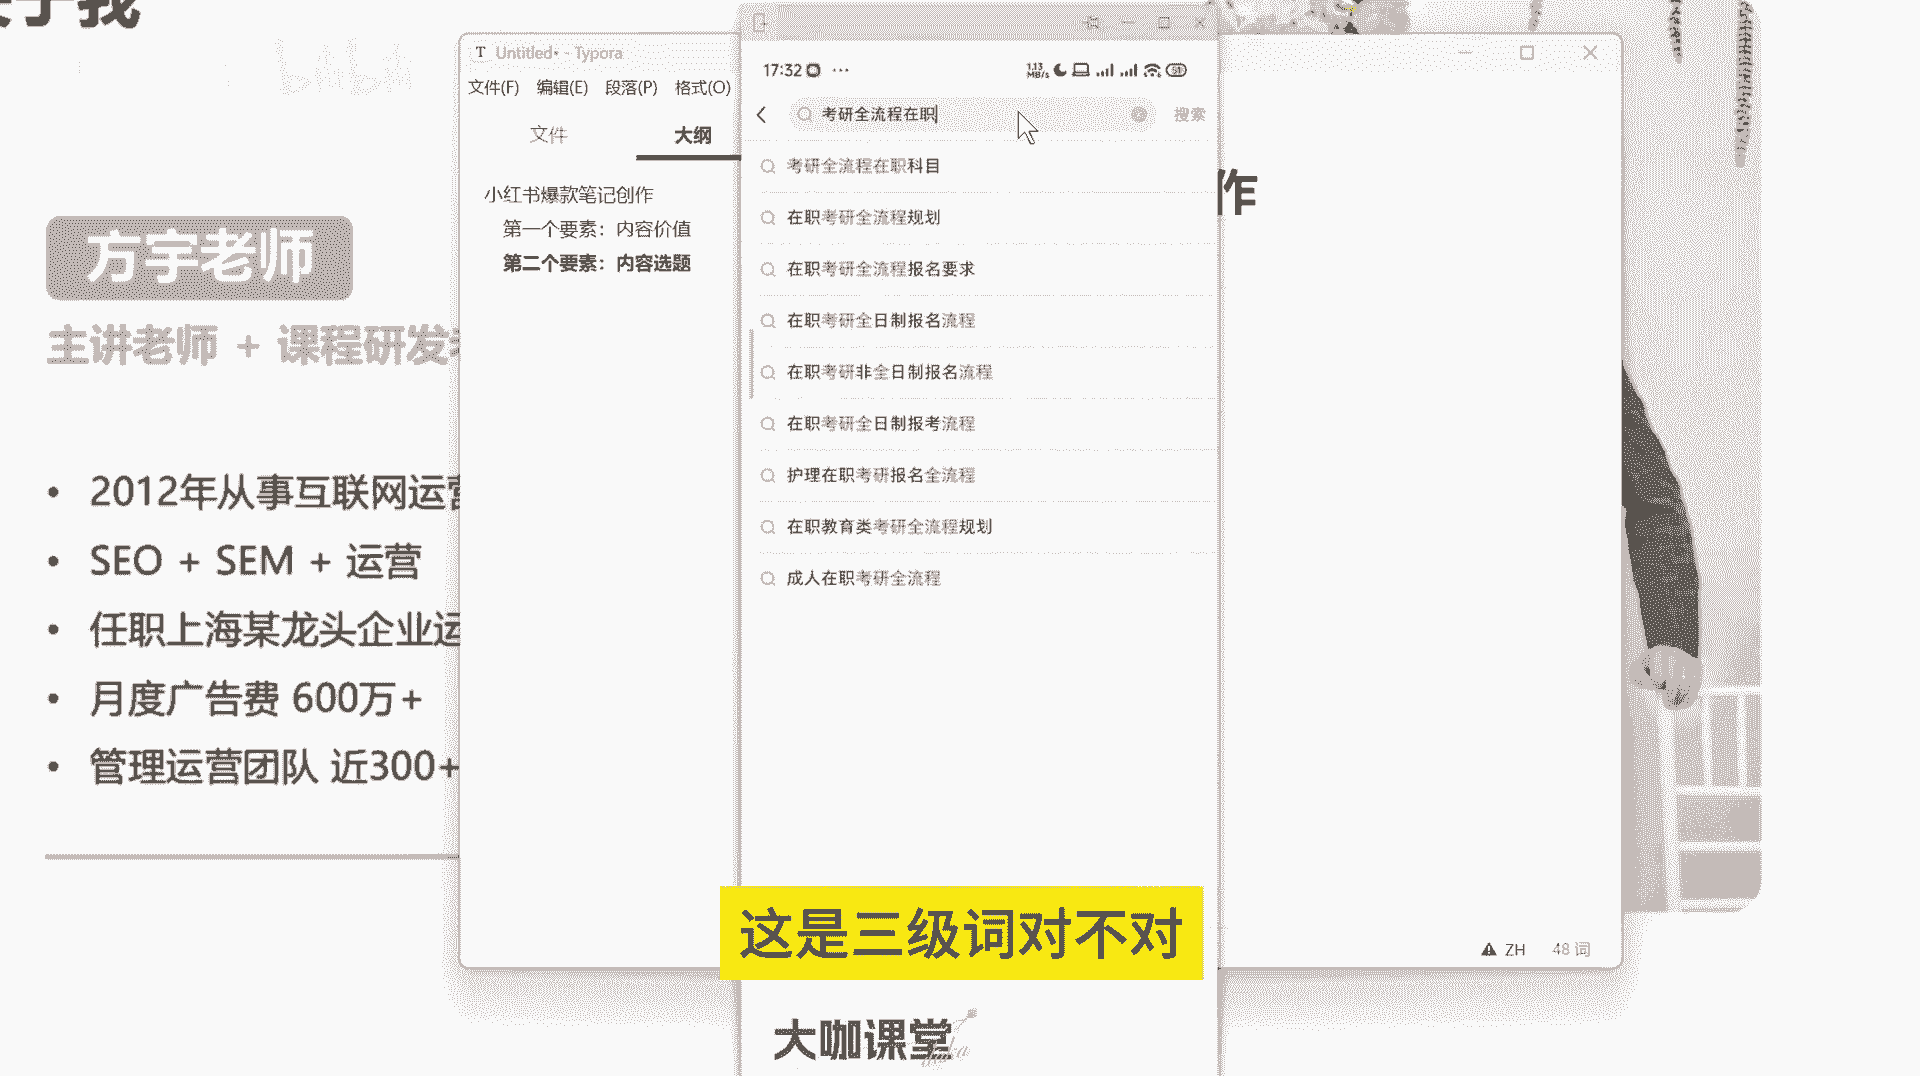 于我
bilibili
方宇老师
主讲老师 + 课程研发
2012年从事互联网运营
SEO + SEM + 运营
任职上海某龙头企业运
月度广告费 600万+
管理运营团队 近300+
T Untitled• - Typora
文件(F) 编辑(E) 段落(P) 格式(O)
文件 大纲
小红书爆款笔记创作
第一个要素：内容价值
第二个要素：内容选题
17:32 ···
1.13 MB/s
考研全流程在职 搜索
考研全流程在职科目
在职考研全流程规划
在职考研全流程报名要求
在职考研全日制报名流程
在职考研非全日制报名流程
在职考研全日制报考流程
护理在职考研报名全流程
在职教育类考研全流程规划
成人在职考研全流程
作
ZH 48 词
这是三级词对不对
大咖课堂